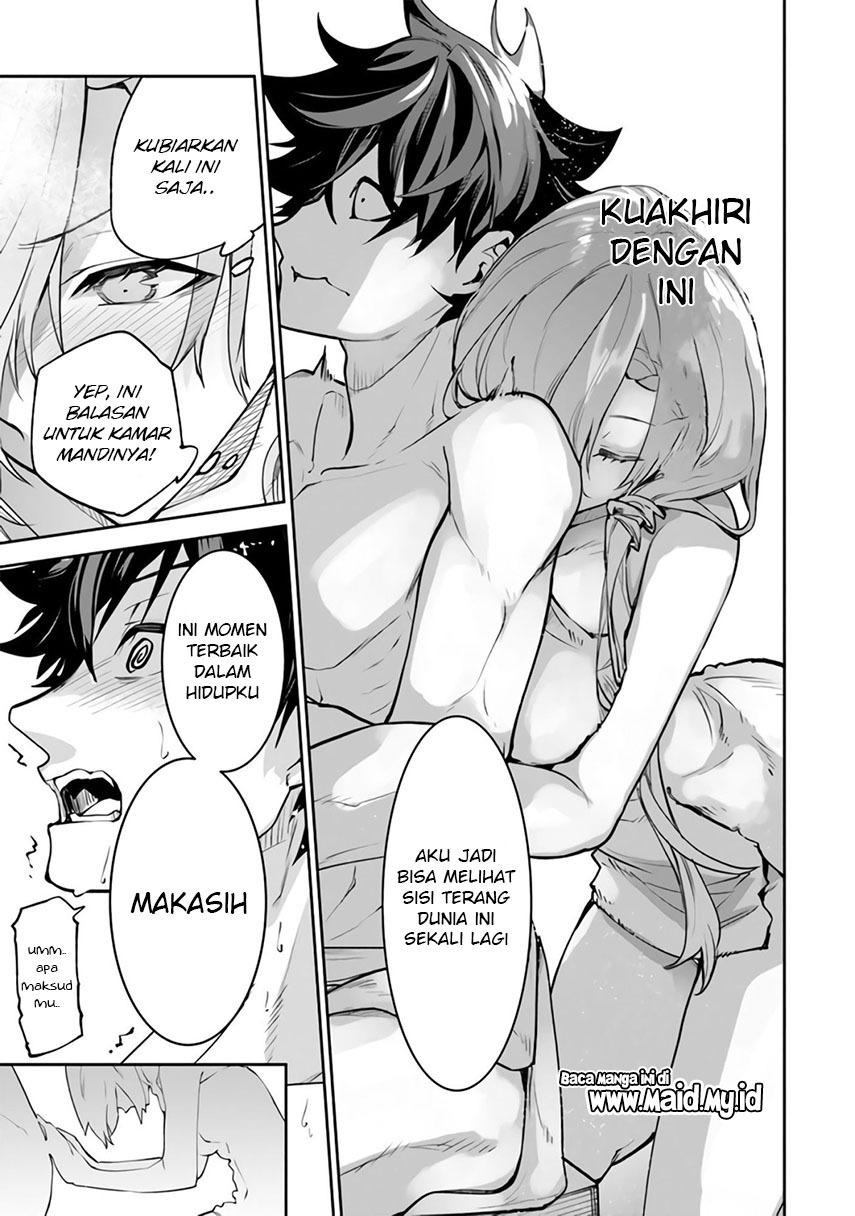 KUAKHIRI
DENGAN
INI
AKU JADI
BISA MELIHAT
SISI TERANG
DUNIA INI
SEKALI LAGI
KUBIARKAN
KALI INI
SAJA..
YEP, INI
BALASAN
UNTUK KAMAR
MANDINYA!
INI MOMEN
TERBAIK
DALAM
HIDUPKU
MAKASIH
umm..
apa
maksud
mu..
Baca Manga ini di
www.Maid.My.id